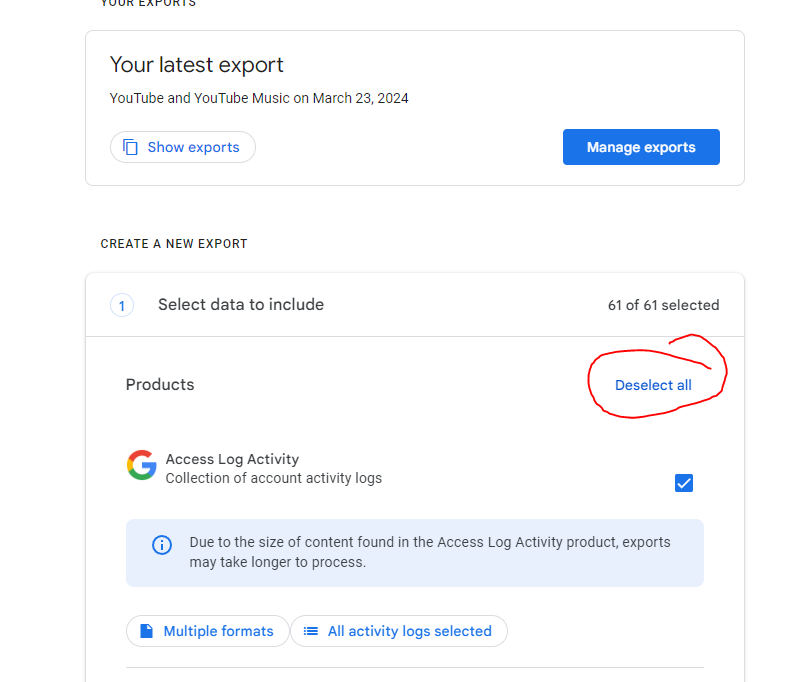 YOUR EXPORTS
Your latest export
YouTube and YouTube Music on March 23, 2024
Show exports
Manage exports
CREATE A NEW EXPORT
1
Select data to include
61 of 61 selected
Products
Deselect all
Access Log Activity
Collection of account activity logs
Due to the size of content found in the Access Log Activity product, exports
may take longer to process.
Multiple formats
All activity logs selected